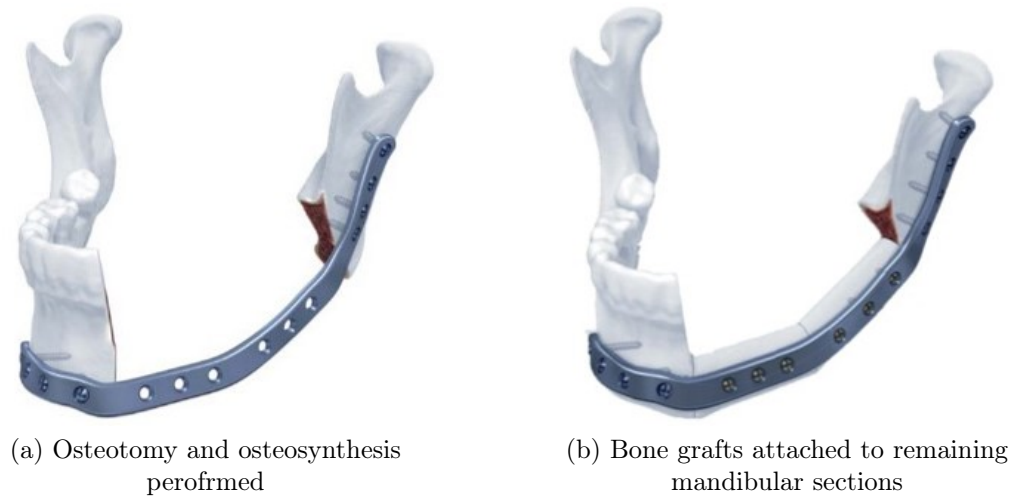 (a) Osteotomy and osteosynthesis
perofrmed
(b) Bone grafts attached to remaining
mandibular sections